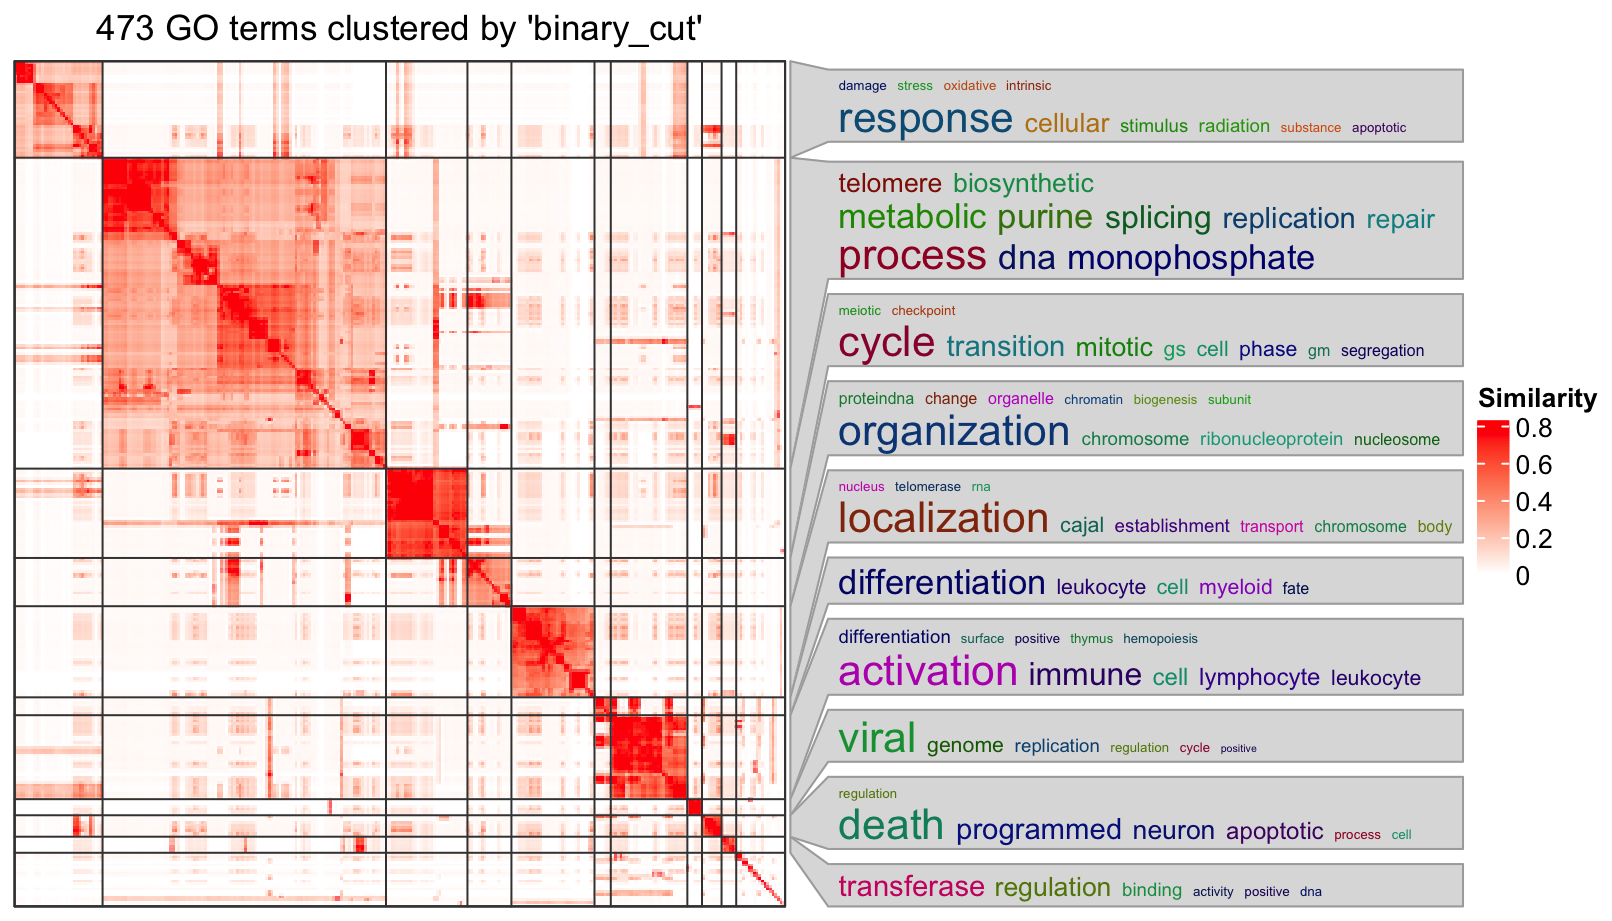 473 GO terms clustered by 'binary_cut'
damage stress oxidative intrinsic
response cellular stimulus radiation substance apoptotic
telomere biosynthetic
metabolic purine splicing replication repair
process dna monophosphate
meiotic checkpoint
cycle transition mitotic gs cell phase gm segregation
proteindna change organelle chromatin biogenesis subunit
organization chromosome ribonucleoprotein nucleosome
nucleus telomerase rna
localization cajal establishment transport chromosome body
differentiation leukocyte cell myeloid fate
differentiation surface positive thymus hemopoiesis
activation immune cell lymphocyte leukocyte
viral genome replication regulation cycle positive
regulation
death programmed neuron apoptotic process cell
transferase regulation binding activity positive dna
Similarity
0.8
0.6
0.4
0.2
0